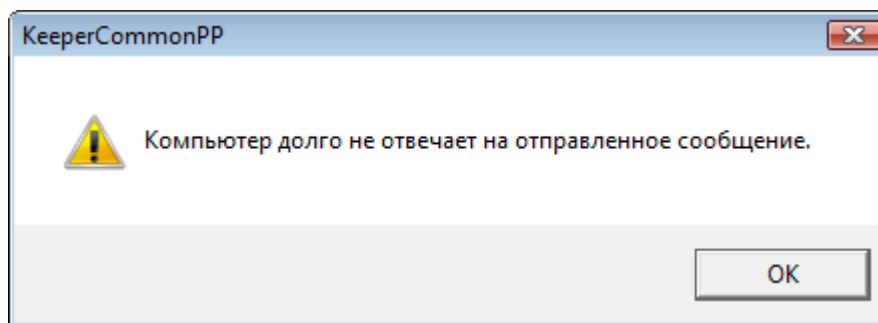 KeeperCommonPP
Компьютер долго не отвечает на отправленное сообщение.
OK